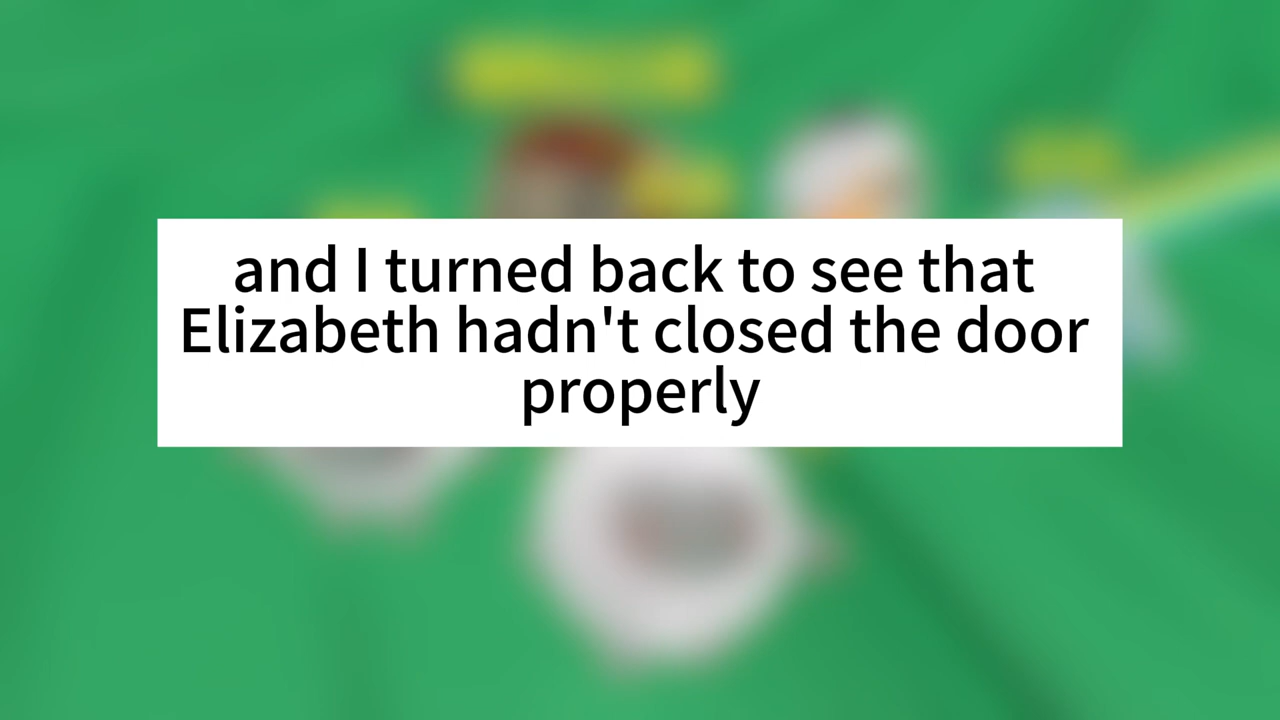 and I turned back to see that
Elizabeth hadn't closed the door
properly